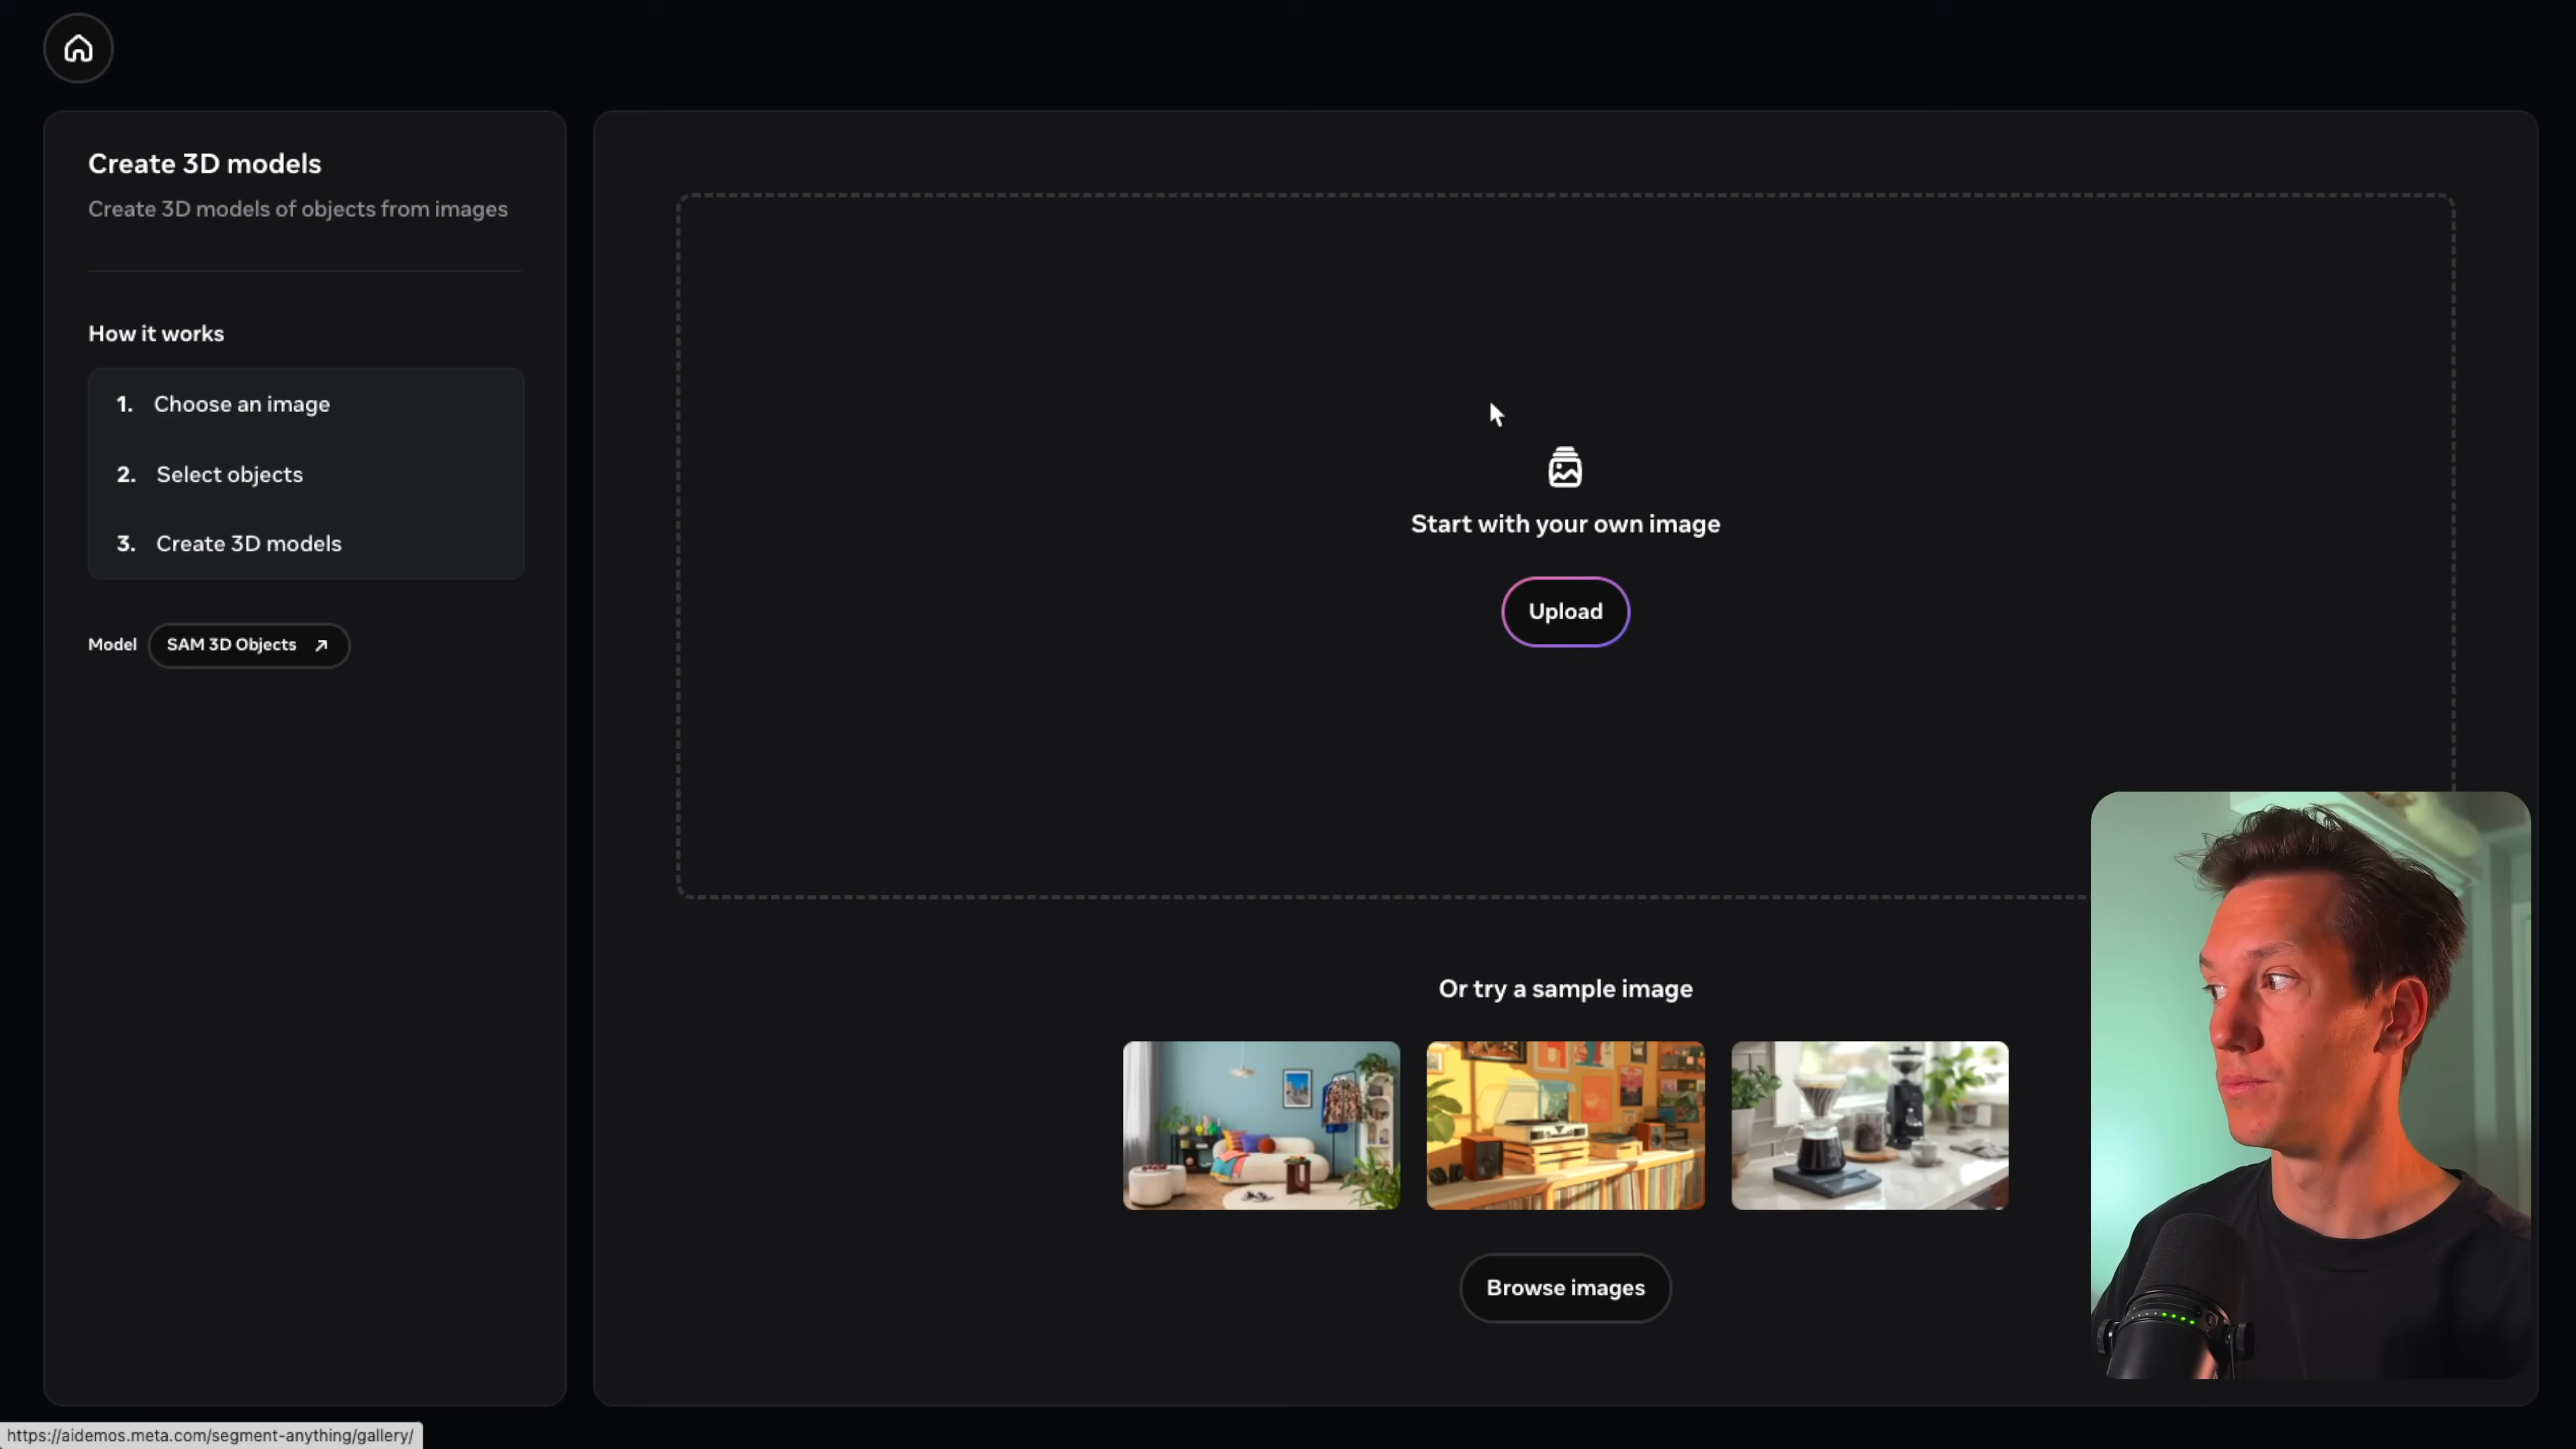 Create 3D models
Create 3D models of objects from images
How it works
1. Choose an image
2. Select objects
3. Create 3D models
Model SAM 3D Objects
Start with your own image
Upload
Or try a sample image
Browse images
https://aidemos.meta.com/segment-anything/gallery/